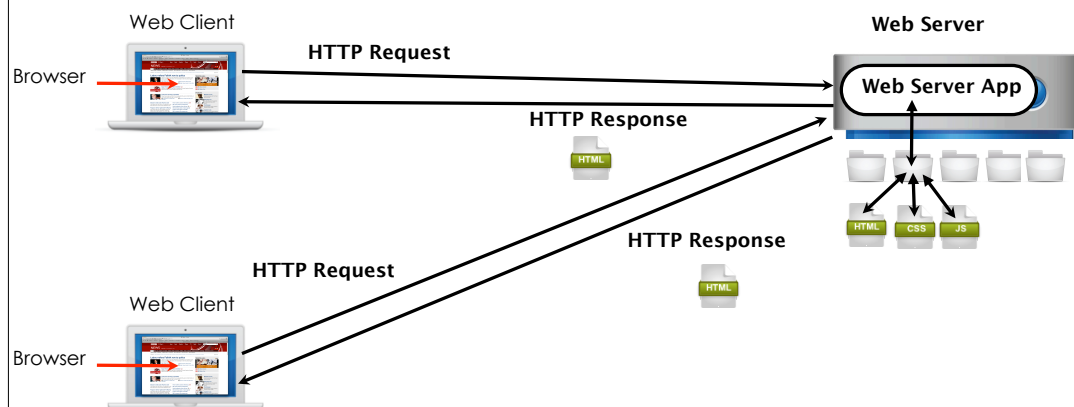 Web Client
Web Server
HTTP Request
Browser
Web Server App
HTTP Response
HTML
HTML
CSS
JS
HTTP Response
HTTP Request
HTML
Web Client
Browser